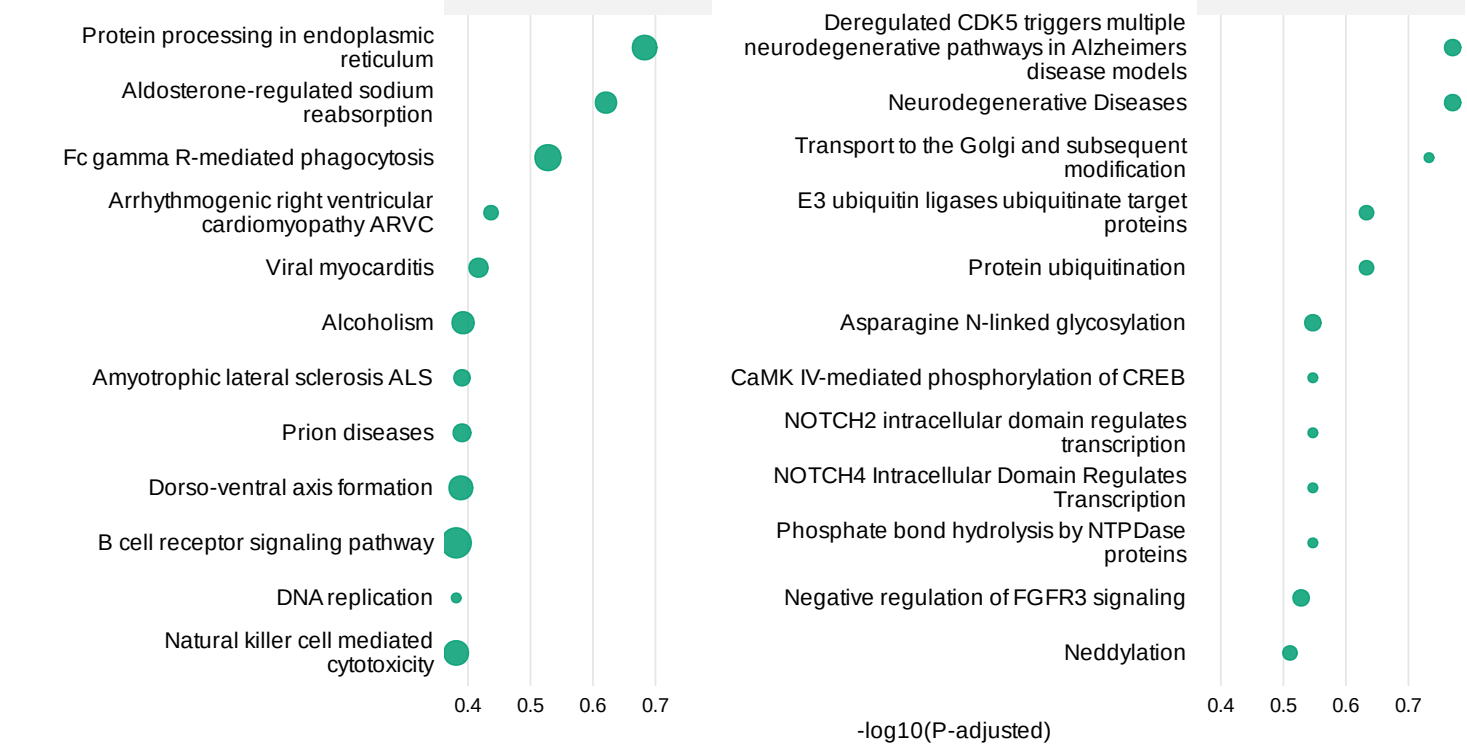 Protein processing in endoplasmic
reticulum
Aldosterone-regulated sodium
reabsorption
Fc gamma R-mediated phagocytosis
Arrhythmogenic right ventricular
cardiomyopathy ARVC
Viral myocarditis
Alcoholism
Amyotrophic lateral sclerosis ALS
Prion diseases
Dorso-ventral axis formation
B cell receptor signaling pathway
DNA replication
Natural killer cell mediated
cytotoxicity
0.4 0.5 0.6 0.7
Deregulated CDK5 triggers multiple
neurodegenerative pathways in Alzheimers
disease models
Neurodegenerative Diseases
Transport to the Golgi and subsequent
modification
E3 ubiquitin ligases ubiquitinate target
proteins
Protein ubiquitination
Asparagine N-linked glycosylation
CaMK IV-mediated phosphorylation of CREB
NOTCH2 intracellular domain regulates
transcription
NOTCH4 Intracellular Domain Regulates
Transcription
Phosphate bond hydrolysis by NTPDase
proteins
Negative regulation of FGFR3 signaling
Neddylation
0.4 0.5 0.6 0.7
-log10(P-adjusted)